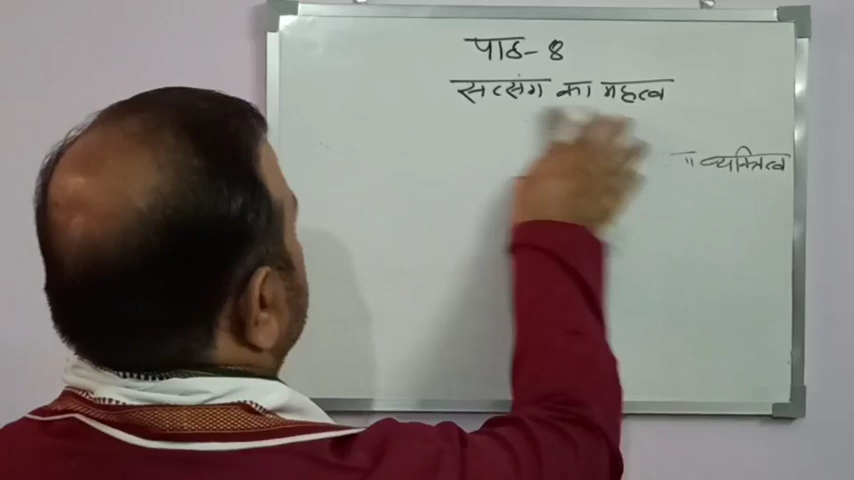 पाठ - 8
सत्संग का महत्व
" व्यक्तित्व